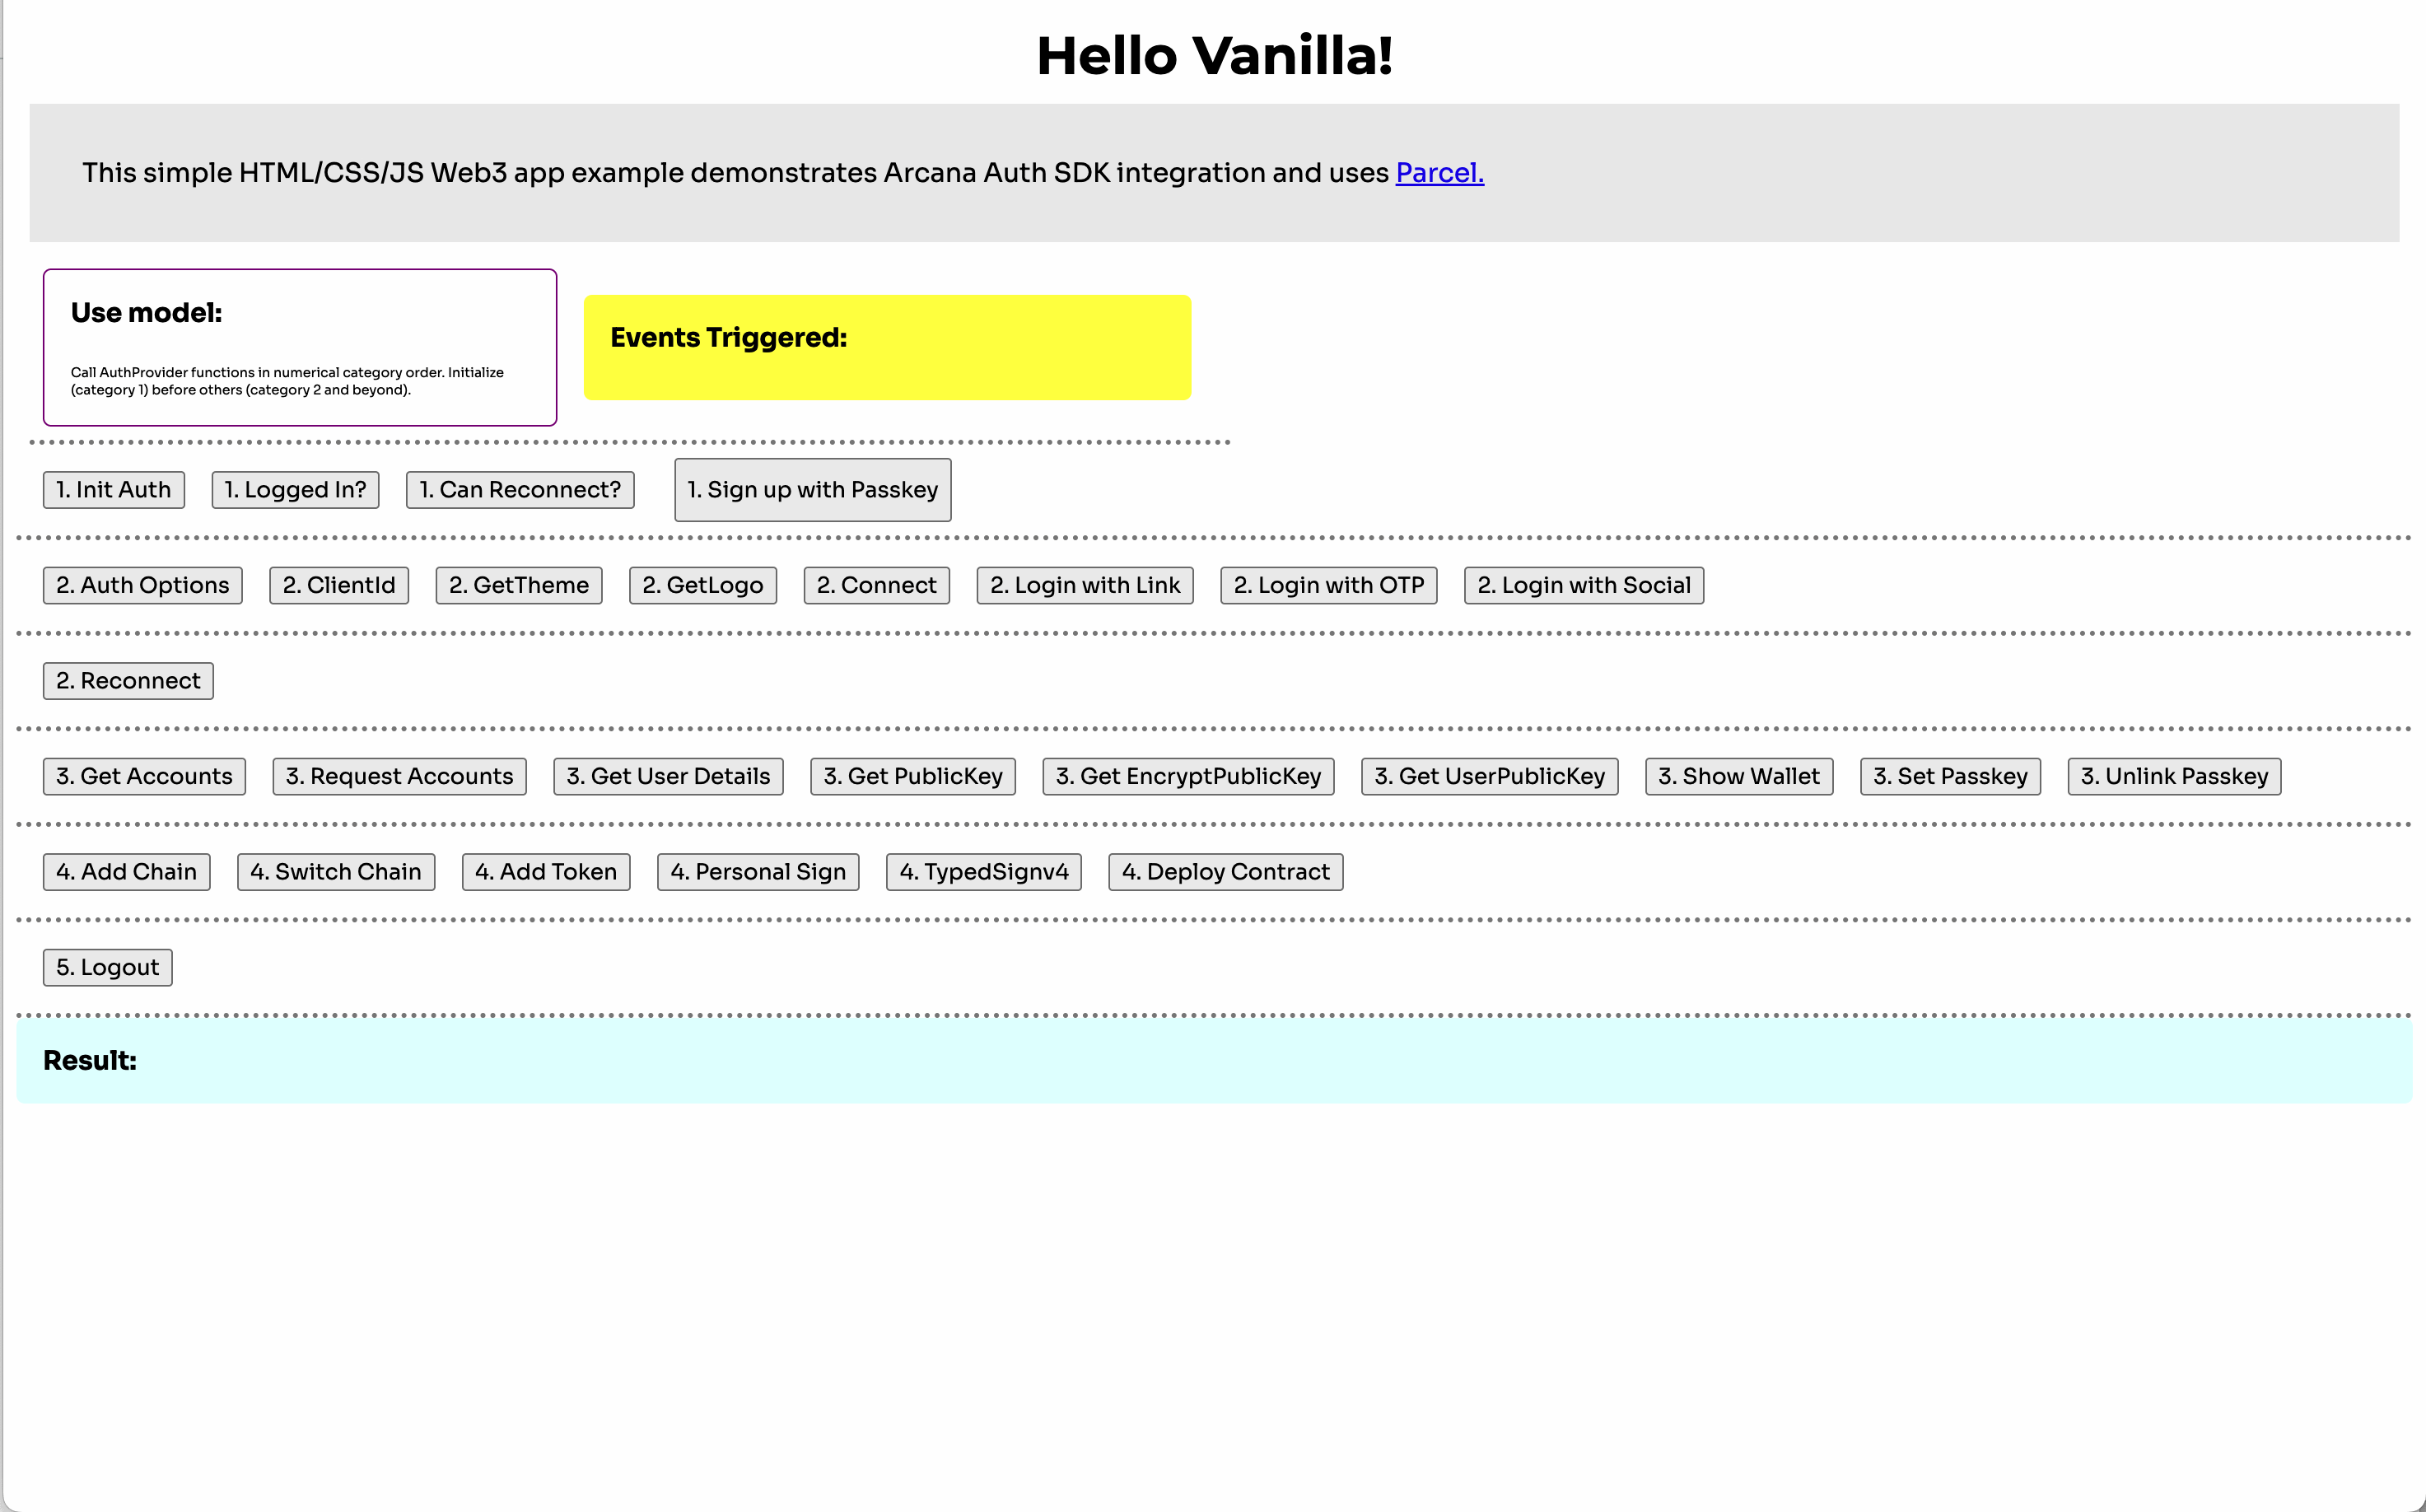 Hello Vanilla!
This simple HTML/CSS/JS Web3 app example demonstrates Arcana Auth SDK integration and uses Parcel.
Use model:
Call AuthProvider functions in numerical category order. Initialize
(category 1) before others (category 2 and beyond).
Events Triggered:
1. Init Auth 1. Logged In? 1. Can Reconnect? 1. Sign up with Passkey
2. Auth Options 2. ClientId 2. GetTheme 2. GetLogo 2. Connect 2. Login with Link 2. Login with OTP 2. Login with Social
2. Reconnect
3. Get Accounts 3. Request Accounts 3. Get User Details 3. Get PublicKey 3. Get EncryptPublicKey 3. Get UserPublicKey 3. Show Wallet 3. Set Passkey 3. Unlink Passkey
4. Add Chain 4. Switch Chain 4. Add Token 4. Personal Sign 4. TypedSignv4 4. Deploy Contract
5. Logout
Result: